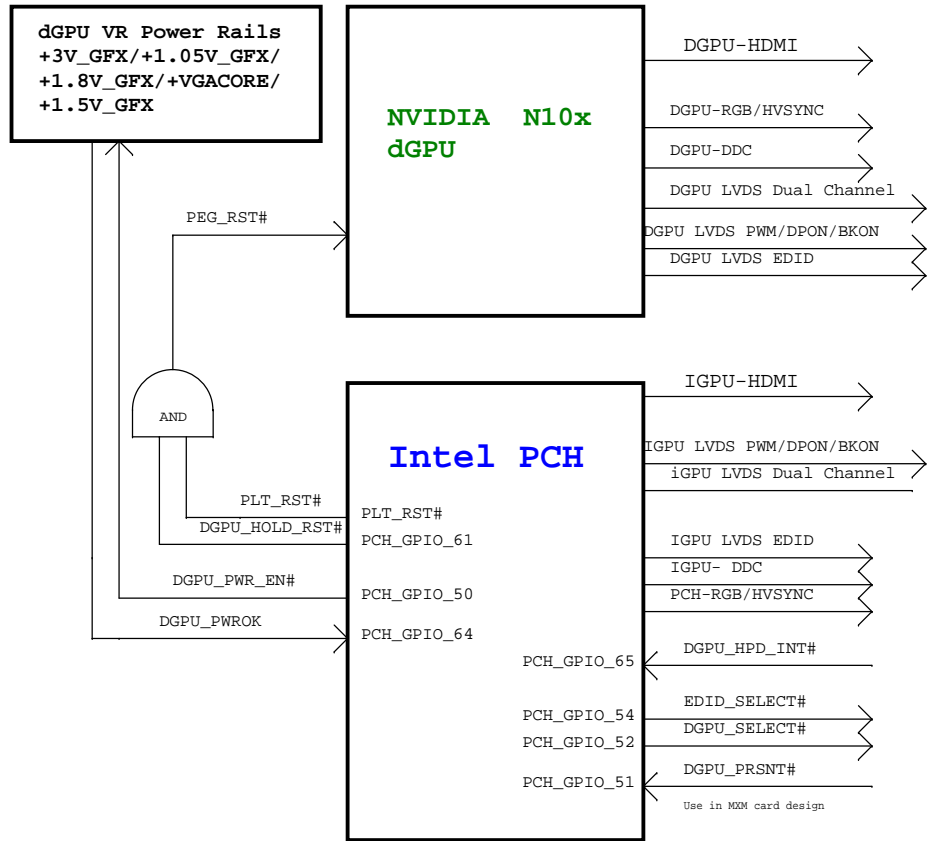 dGPU VR Power Rails
+3V_GFX/+1.05V_GFX/
+1.8V_GFX/+VGACORE/
+1.5V_GFX
NVIDIA N10x
dGPU
DGPU-HDMI
DGPU-RGB/HVSYNC
DGPU-DDC
DGPU LVDS Dual Channel
DGPU LVDS PWM/DPON/BKON
DGPU LVDS EDID
PEG_RST#
AND
PLT_RST#
DGPU_HOLD_RST#
DGPU_PWR_EN#
DGPU_PWROK
Intel PCH
PLT_RST#
PCH_GPIO_61
PCH_GPIO_50
PCH_GPIO_64
PCH_GPIO_65
PCH_GPIO_54
PCH_GPIO_52
PCH_GPIO_51
IGPU-HDMI
IGPU LVDS PWM/DPON/BKON
iGPU LVDS Dual Channel
IGPU LVDS EDID
IGPU- DDC
PCH-RGB/HVSYNC
DGPU_HPD_INT#
EDID_SELECT#
DGPU_SELECT#
DGPU_PRSNT#
Use in MXM card design